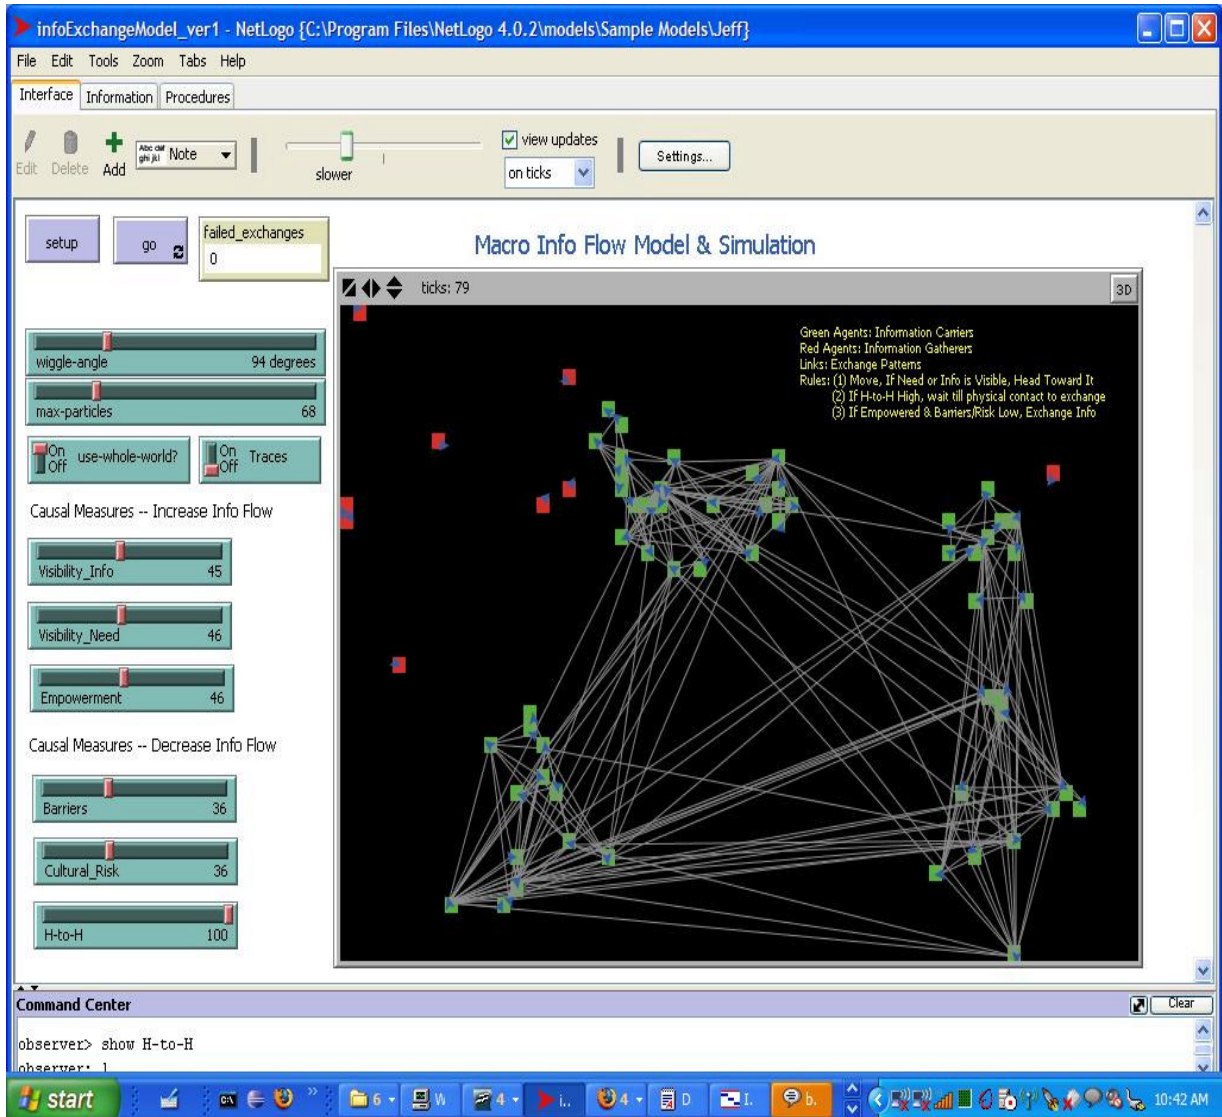 infoExchangeModel_ver1 - NetLogo {C:\Program Files\NetLogo 4.0.2\models\Sample Models\Jeff}
File Edit Tools Zoom Tabs Help
Interface Information Procedures
Edit Delete Add Abc def ghi jkl Note slower view updates on ticks Settings...
setup go failed_exchanges
0
Macro Info Flow Model & Simulation
ticks: 79 3D
Green Agents: Information Carriers
Red Agents: Information Gatherers
Links: Exchange Patterns
Rules: (1) Move, If Need or Info is Visible, Head Toward It
(2) If H-to-H High, wait till physical contact to exchange
(3) If Empowered & Barriers/Risk Low, Exchange Info
wiggle-angle 94 degrees
max-particles 68
On Off use-whole-world? On Off Traces
Causal Measures -- Increase Info Flow
Visibility_Info 45
Visibility_Need 46
Empowerment 46
Causal Measures -- Decrease Info Flow
Barriers 36
Cultural_Risk 36
H-to-H 100
Command Center Clear
observer> show H-to-H
observer: 1
start 6 W 4 i.. 4 D I. b. 10:42 AM